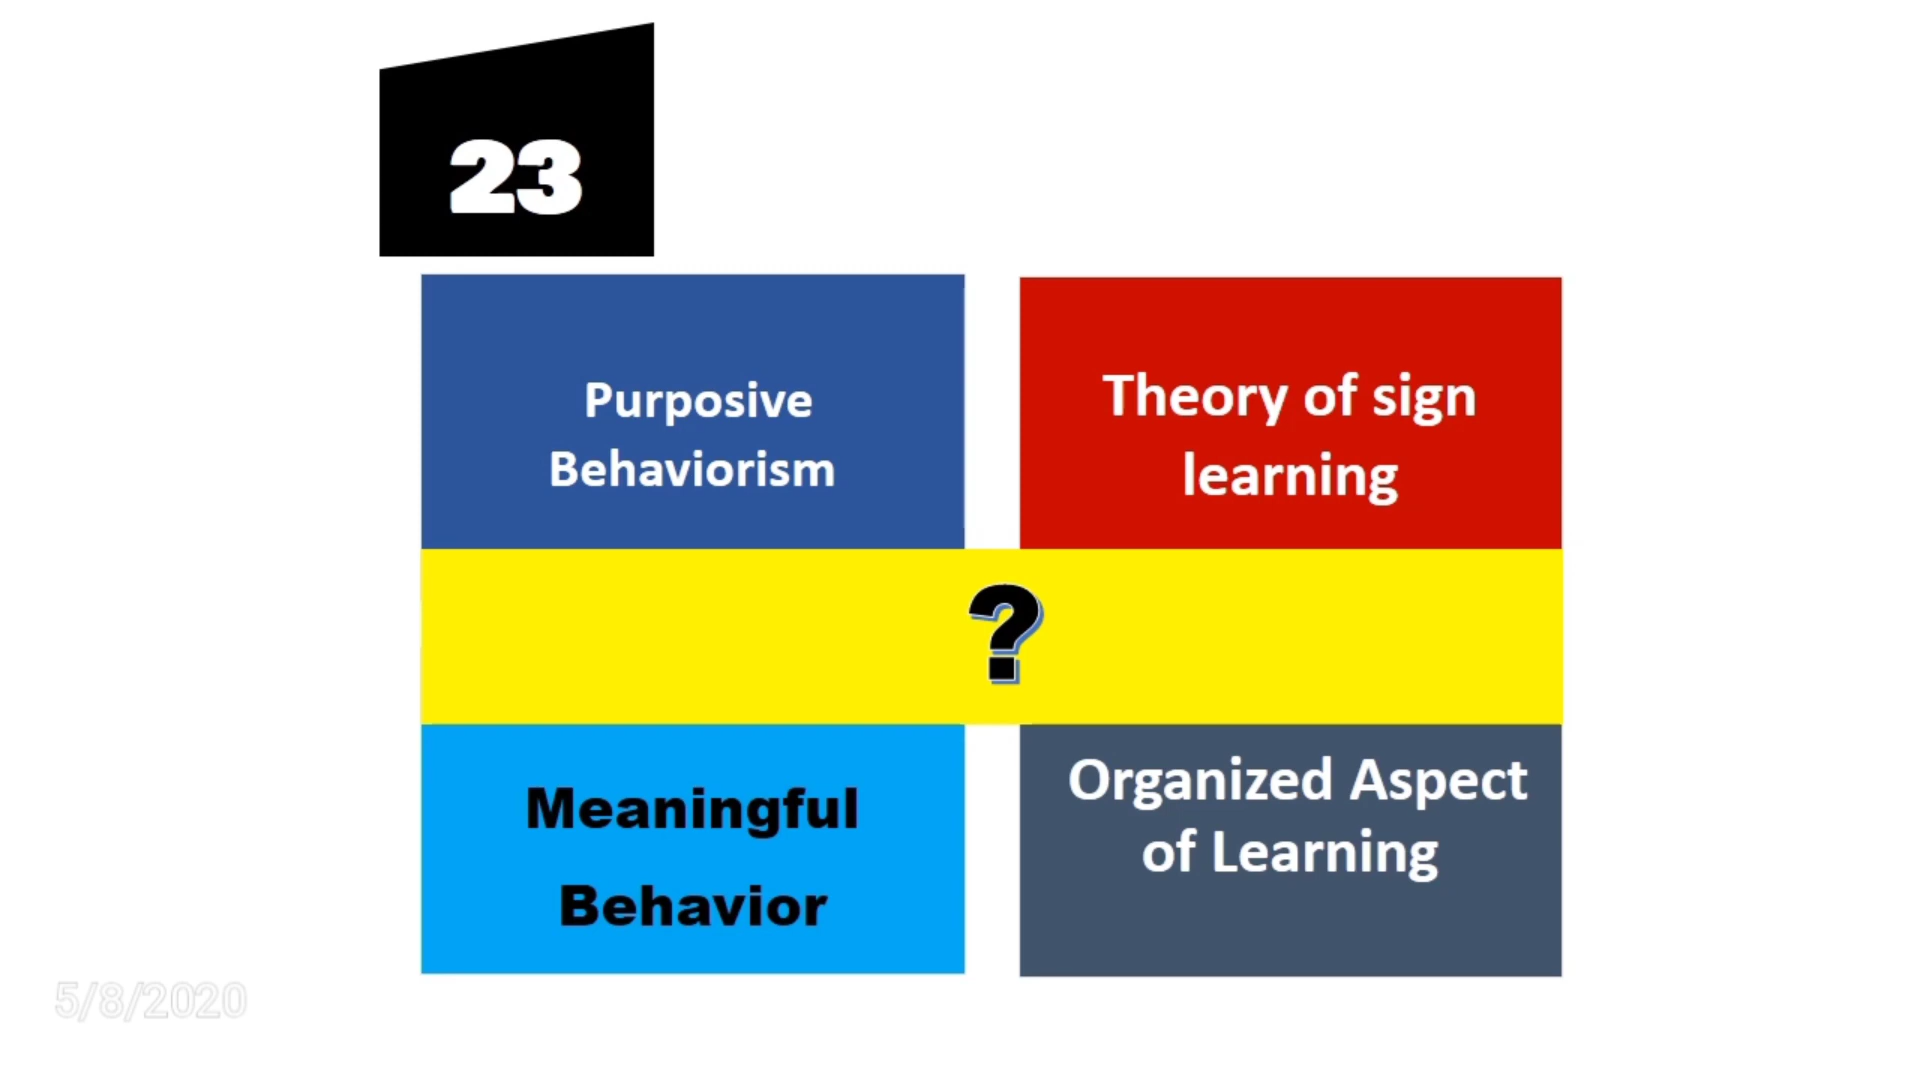 23
Purposive
Behaviorism
Theory of sign
learning
?
Meaningful
Behavior
Organized Aspect
of Learning
5/8/2020